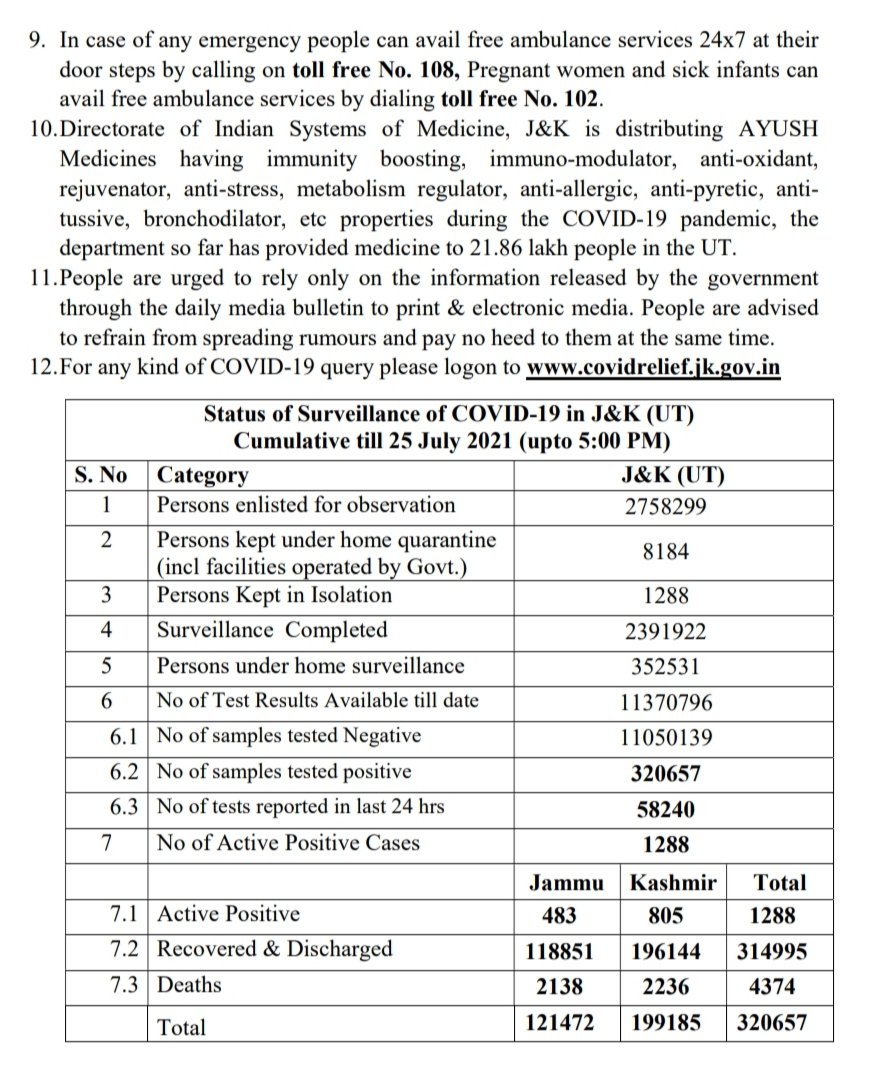 9. In case of any emergency people can avail free ambulance services 24x7 at their
door steps by calling on toll free No. 108, Pregnant women and sick infants can
avail free ambulance services by dialing toll free No. 102.
10.Directorate of Indian Systems of Medicine, J&K is distributing AYUSH
Medicines having immunity boosting, immuno-modulator, anti-oxidant,
rejuvenator, anti-stress, metabolism regulator, anti-allergic, anti-pyretic, anti-
tussive, bronchodilator, etc properties during the COVID-19 pandemic, the
department so far has provided medicine to 21.86 lakh people in the UT.
11.People are urged to rely only on the information released by the government
through the daily media bulletin to print & electronic media. People are advised
to refrain from spreading rumours and pay no heed to them at the same time.
12.For any kind of COVID-19 query please logon to www.covidrelief.jk.gov.in
Status of Surveillance of COVID-19 in J&K (UT)
Cumulative till 25 July 2021 (upto 5:00 PM)
S. No Category J&K (UT)
1 Persons enlisted for observation 2758299
2 Persons kept under home quarantine
(incl facilities operated by Govt.) 8184
3 Persons Kept in Isolation 1288
4 Surveillance Completed 2391922
5 Persons under home surveillance 352531
6 No of Test Results Available till date 11370796
6.1 No of samples tested Negative 11050139
6.2 No of samples tested positive 320657
6.3 No of tests reported in last 24 hrs 58240
7 No of Active Positive Cases 1288
Jammu Kashmir Total
7.1 Active Positive 483 805 1288
7.2 Recovered & Discharged 118851 196144 314995
7.3 Deaths 2138 2236 4374
Total 121472 199185 320657